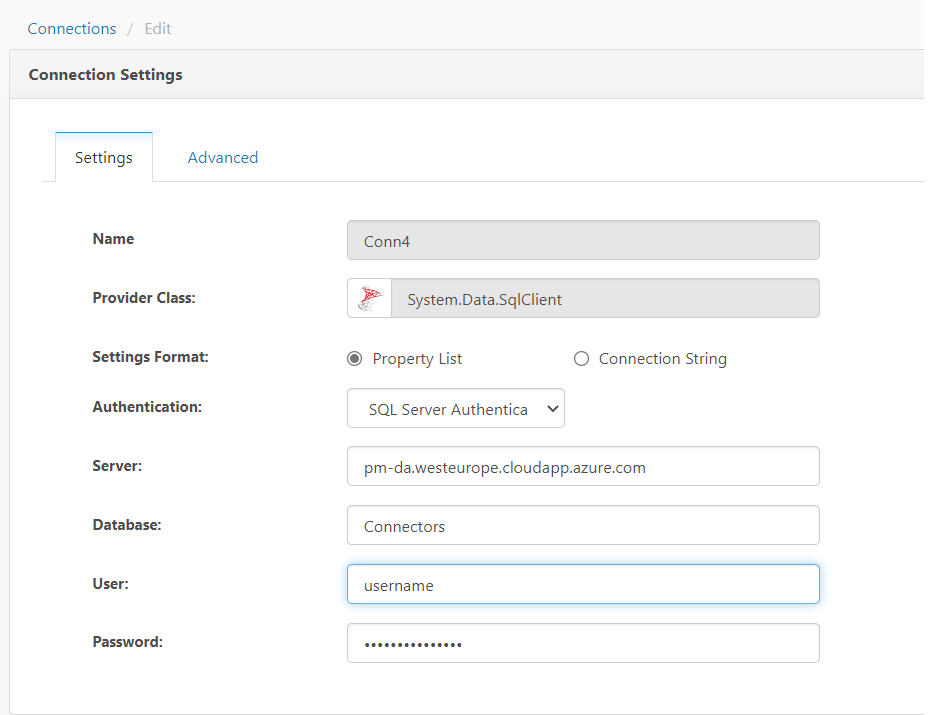 Connections / Edit
Connection Settings
Settings Advanced
Name Conn4
Provider Class: System.Data.SqlClient
Settings Format: Property List Connection String
Authentication: SQL Server Authentica
Server: pm-da.westeurope.cloudapp.azure.com
Database: Connectors
User: username
Password: •••••••••••••••